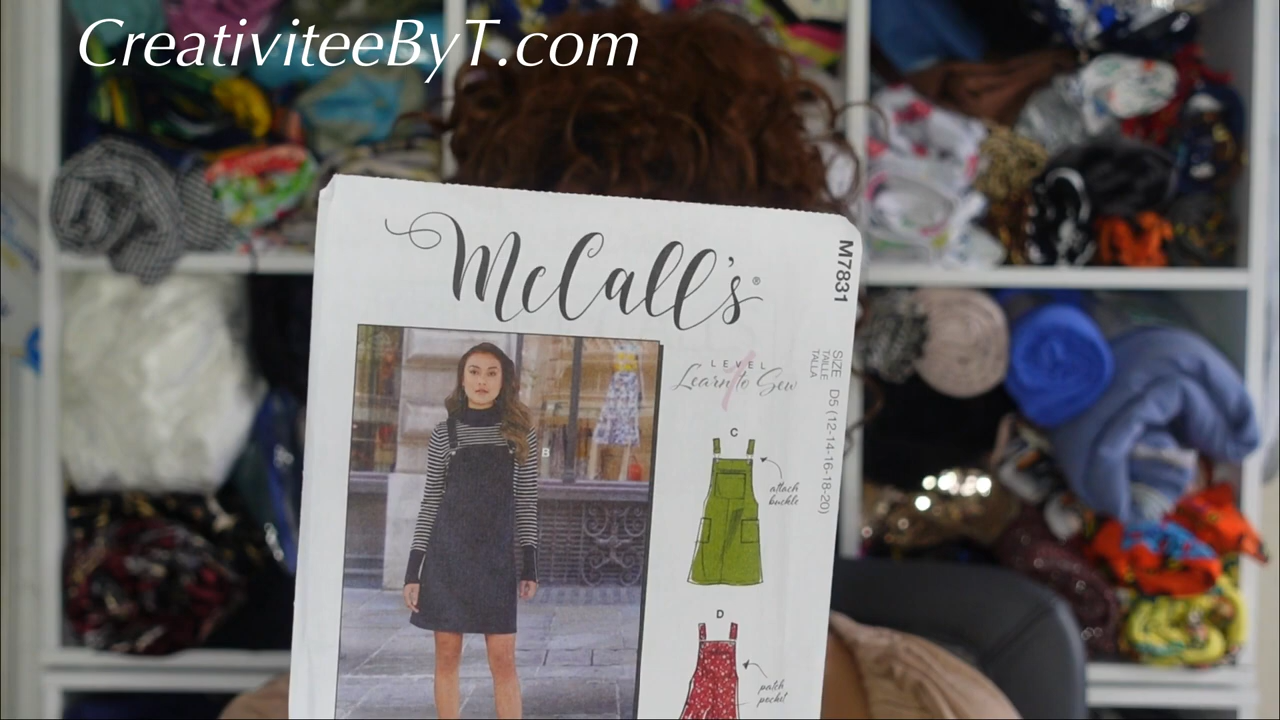 CreativiteeByT.com
McCall's®
M7831
SIZE D5 (12-14-16-18-20)
TAILLE
TALLA
LEVEL
1
Learn to Sew
C
attach
buckle
B
D
patch
pocket